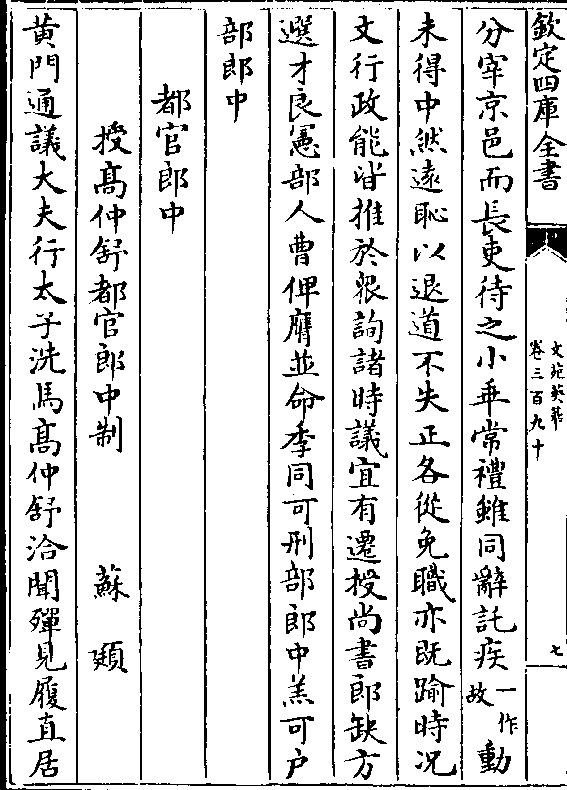 欽定四庫全書
文苑英華
卷三百九十
七
分宰京邑而長吏待之小乖常禮雖同辭託疾一作故動
未得中然遠恥以退道不失正各從免職亦既踰時況
文行政能皆推於衆詢諸時議宜有遷授尚書郎缺方
選才良憲部人曹俾膺並命季同可刑部郎中羔可户
部郎中
都官郎中
授髙仲舒都官郎中制 蘇頲
黄門通議大夫行太子洗馬髙仲舒洽聞殫見履直居